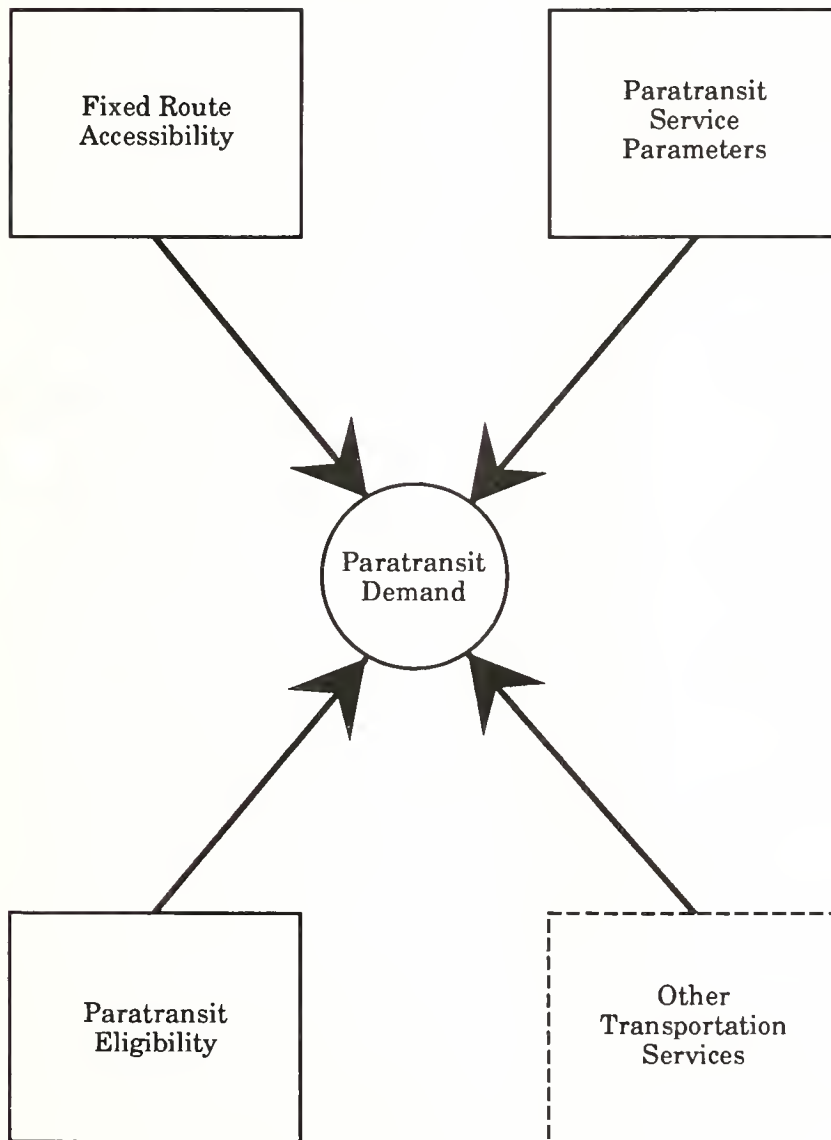 Fixed Route
Accessibility
Paratransit
Service
Parameters
Paratransit
Demand
Paratransit
Eligibility
Other
Transportation
Services